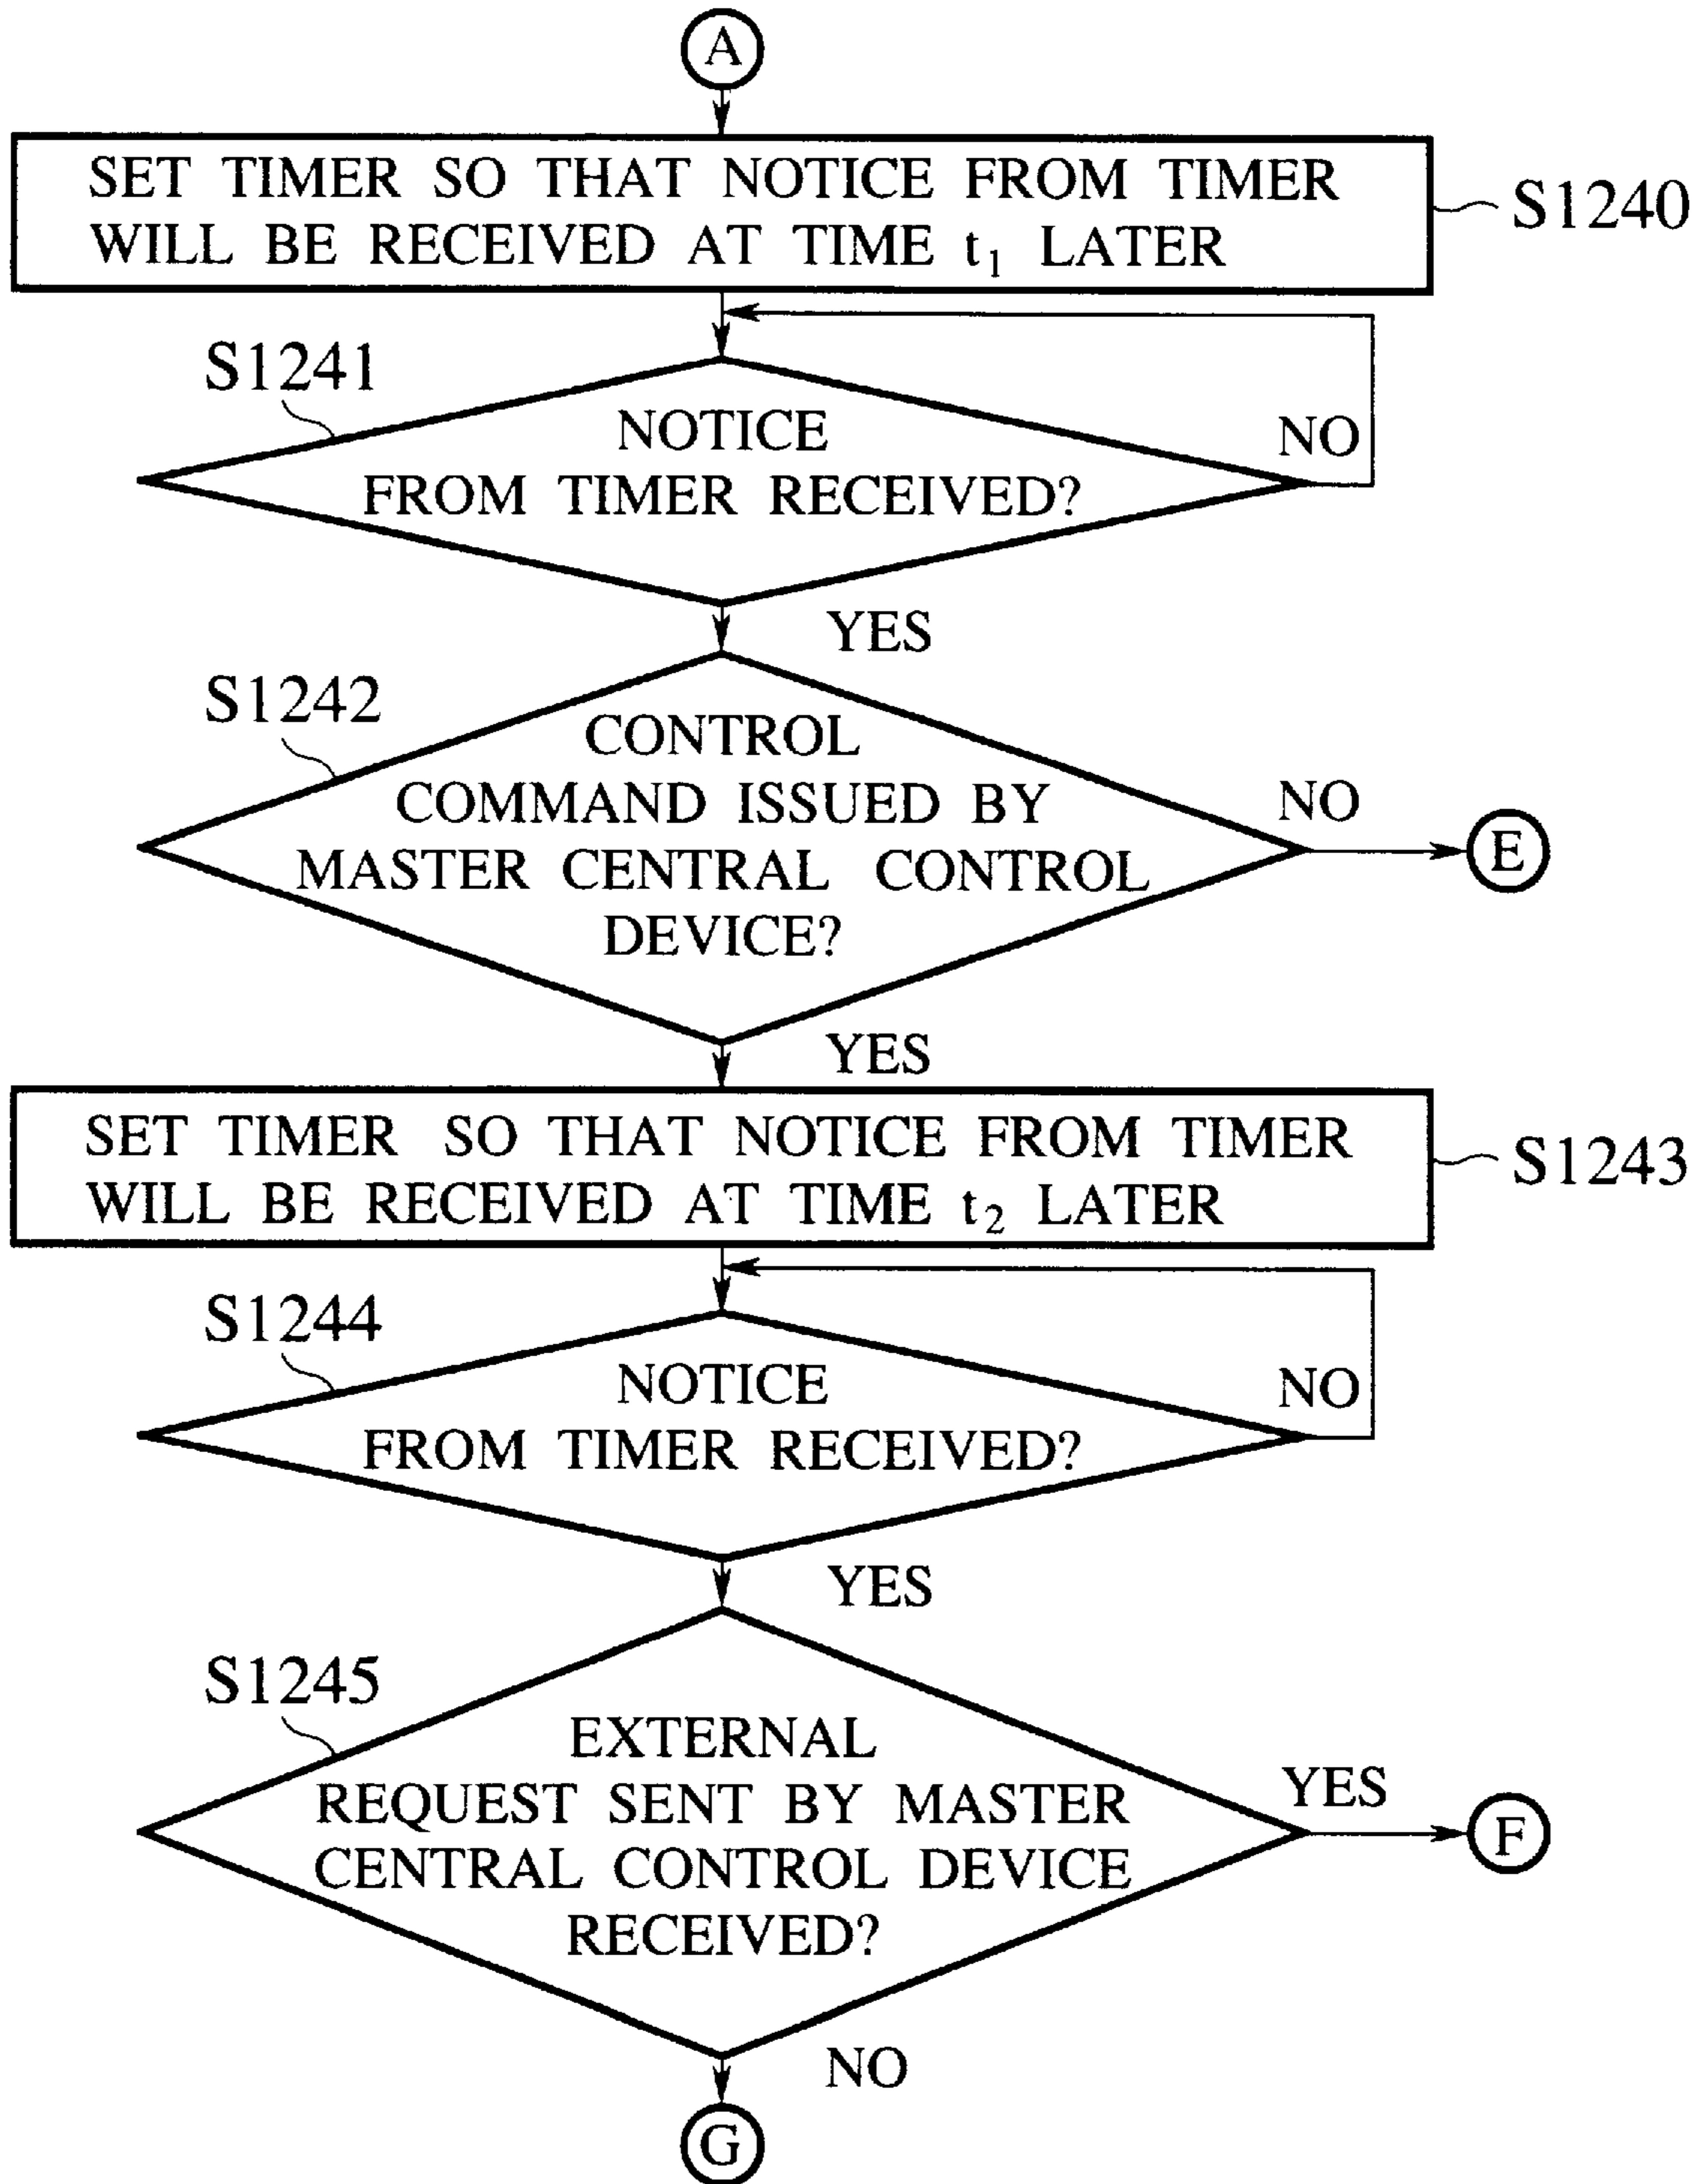 A
SET TIMER SO THAT NOTICE FROM TIMER
WILL BE RECEIVED AT TIME t₁ LATER
S1240
S1241
NOTICE
FROM TIMER RECEIVED?
NO
YES
S1242
CONTROL
COMMAND ISSUED BY
MASTER CENTRAL CONTROL
DEVICE?
NO
E
YES
SET TIMER SO THAT NOTICE FROM TIMER
WILL BE RECEIVED AT TIME t₂ LATER
S1243
S1244
NOTICE
FROM TIMER RECEIVED?
NO
YES
S1245
EXTERNAL
REQUEST SENT BY MASTER
CENTRAL CONTROL DEVICE
RECEIVED?
YES
F
NO
G